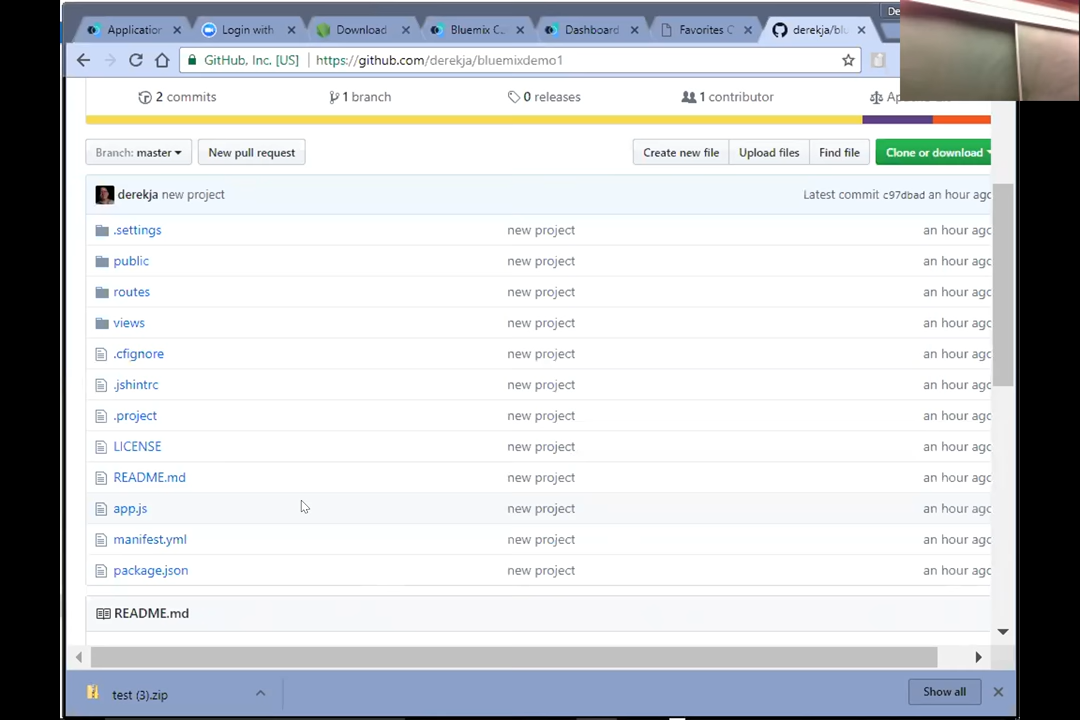 Application
Login with
Download
Bluemix C
Dashboard
Favorites C
derekja/blu
De
GitHub, Inc. [US] https://github.com/derekja/bluemixdemo1
2 commits 1 branch 0 releases 1 contributor
Branch: master New pull request Create new file Upload files Find file Clone or download
derekja new project Latest commit c97dbad an hour ago
.settings new project an hour ago
public new project an hour ago
routes new project an hour ago
views new project an hour ago
.cfignore new project an hour ago
.jshintrc new project an hour ago
.project new project an hour ago
LICENSE new project an hour ago
README.md new project an hour ago
app.js new project an hour ago
manifest.yml new project an hour ago
package.json new project an hour ago
README.md
test (3).zip Show all